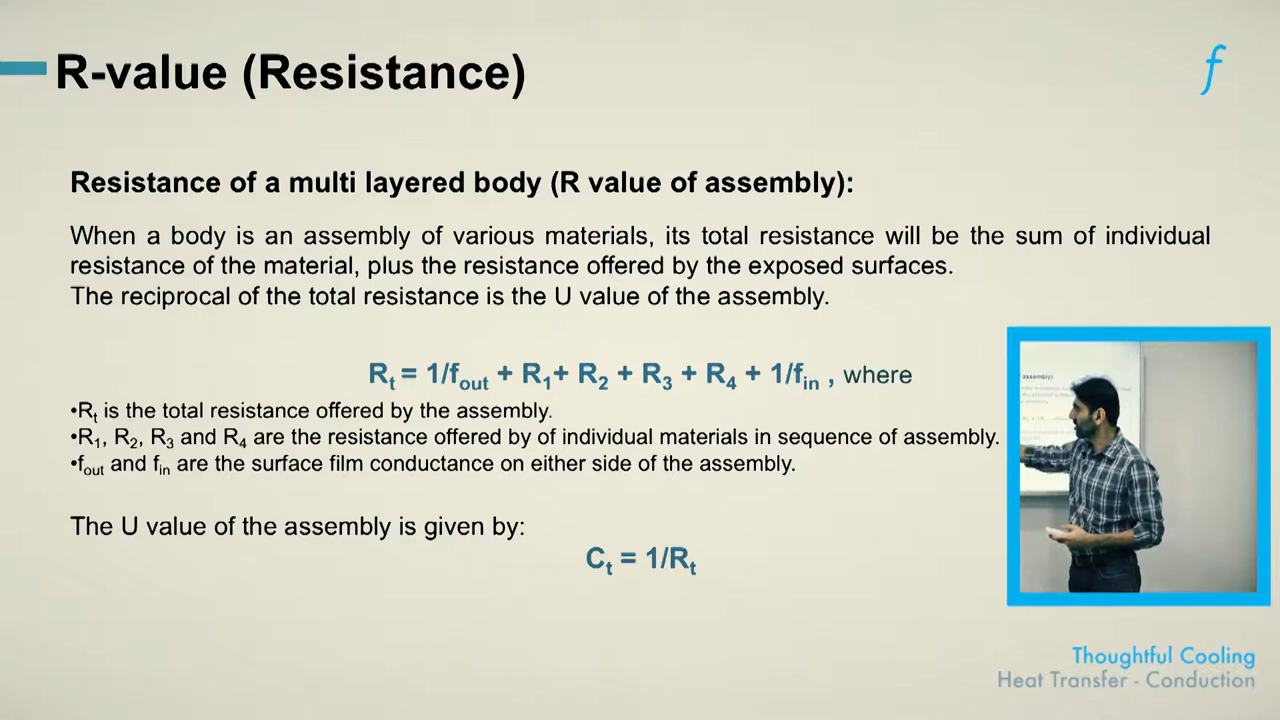 R-value (Resistance)
f
Resistance of a multi layered body (R value of assembly):
When a body is an assembly of various materials, its total resistance will be the sum of individual
resistance of the material, plus the resistance offered by the exposed surfaces.
The reciprocal of the total resistance is the U value of the assembly.
Rt = 1/fout + R1+ R2 + R3 + R4 + 1/fin , where
•Rt is the total resistance offered by the assembly.
•R1, R2, R3 and R4 are the resistance offered by of individual materials in sequence of assembly.
•fout and fin are the surface film conductance on either side of the assembly.
The U value of the assembly is given by:
Ct = 1/Rt
assembly):
Thoughtful Cooling
Heat Transfer - Conduction